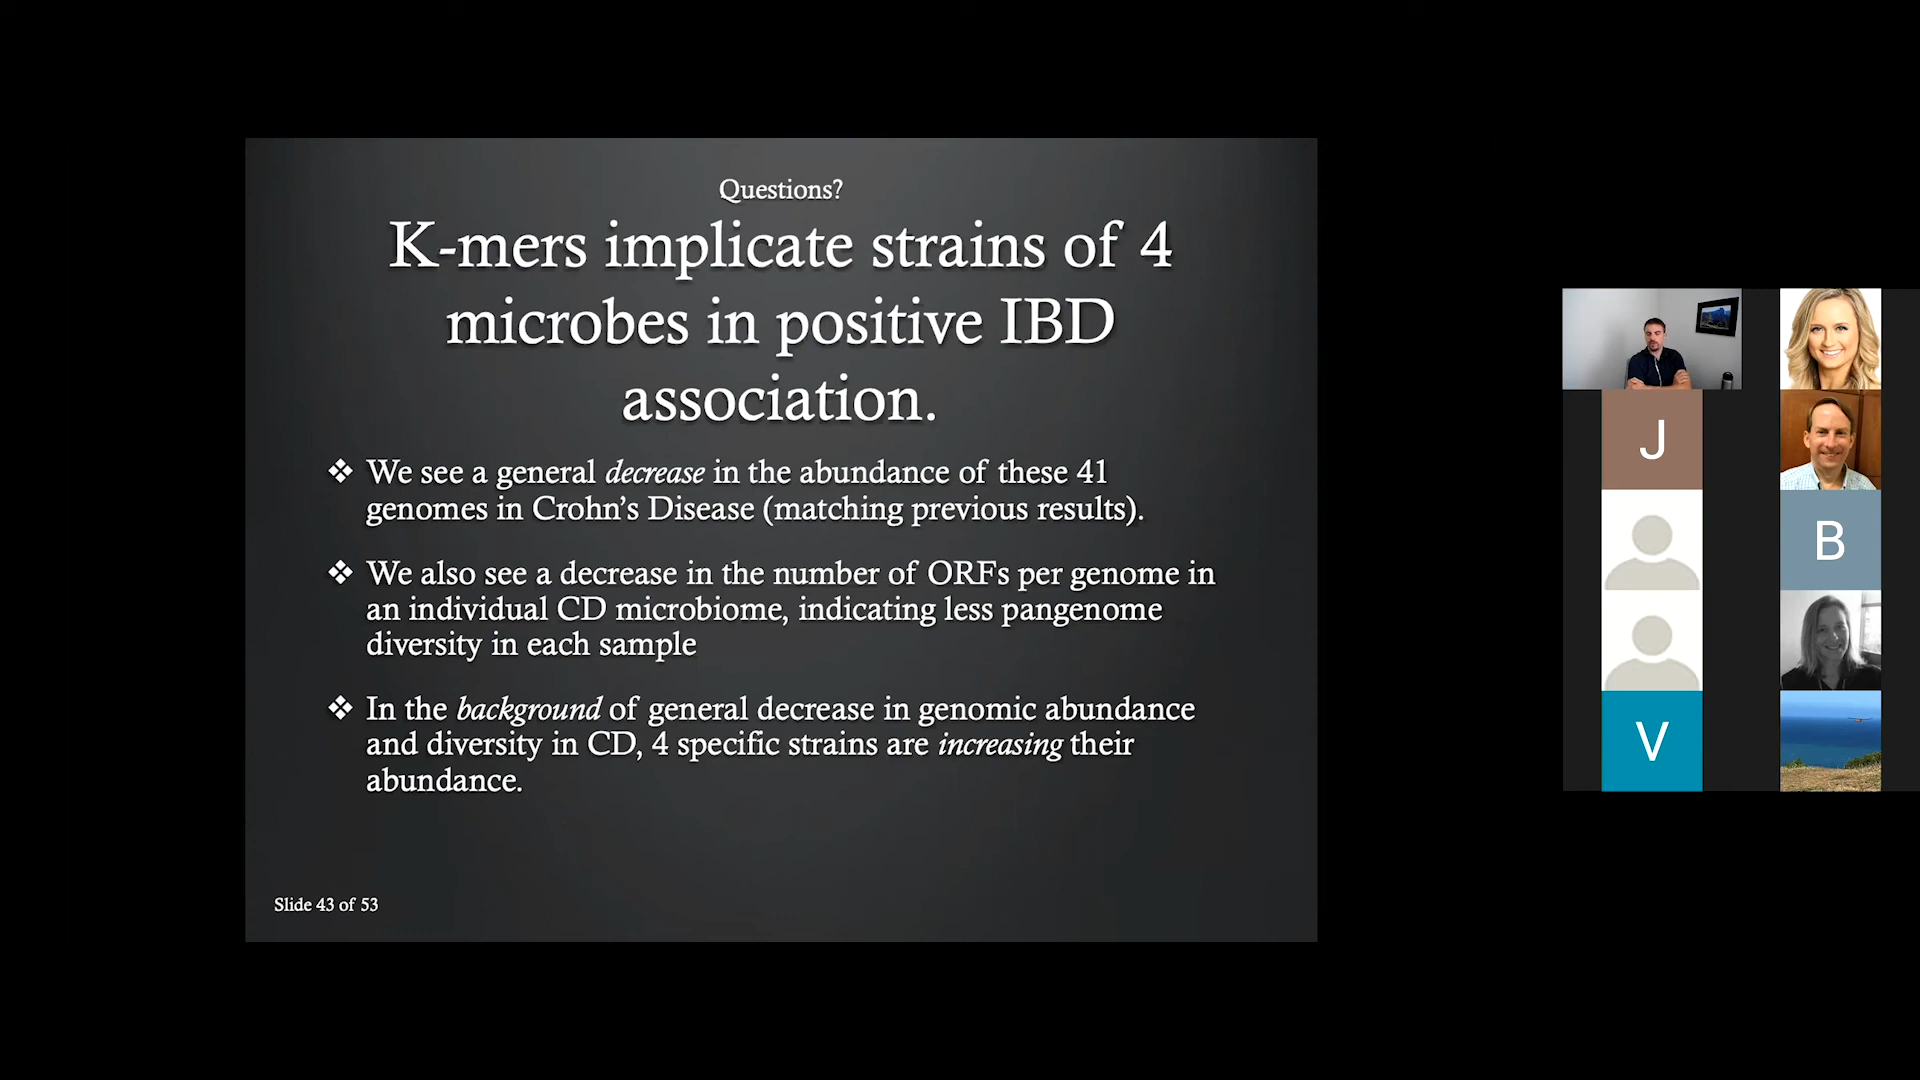 Questions?
K-mers implicate strains of 4
microbes in positive IBD
association.
❖ We see a general decrease in the abundance of these 41
genomes in Crohn’s Disease (matching previous results).
❖ We also see a decrease in the number of ORFs per genome in
an individual CD microbiome, indicating less pangenome
diversity in each sample
❖ In the background of general decrease in genomic abundance
and diversity in CD, 4 specific strains are increasing their
abundance.
Slide 43 of 53
J
B
V